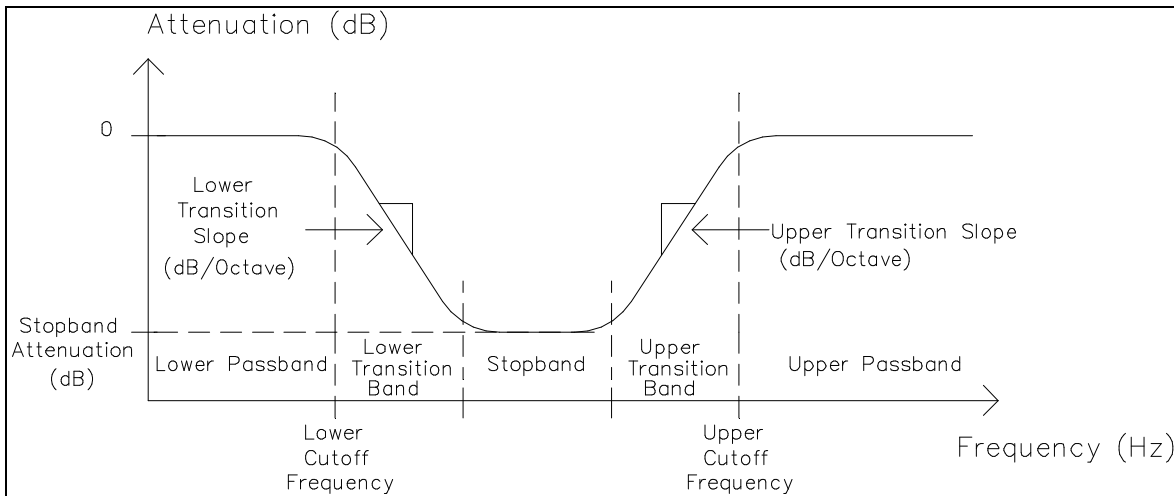 Attenuation (dB)
0
Lower
Transition
Slope
(dB/Octave)
Upper Transition Slope
(dB/Octave)
Stopband
Attenuation
(dB)
Lower Passband
Lower
Transition
Band
Stopband
Upper
Transition
Band
Upper Passband
Lower
Cutoff
Frequency
Upper
Cutoff
Frequency
Frequency (Hz)